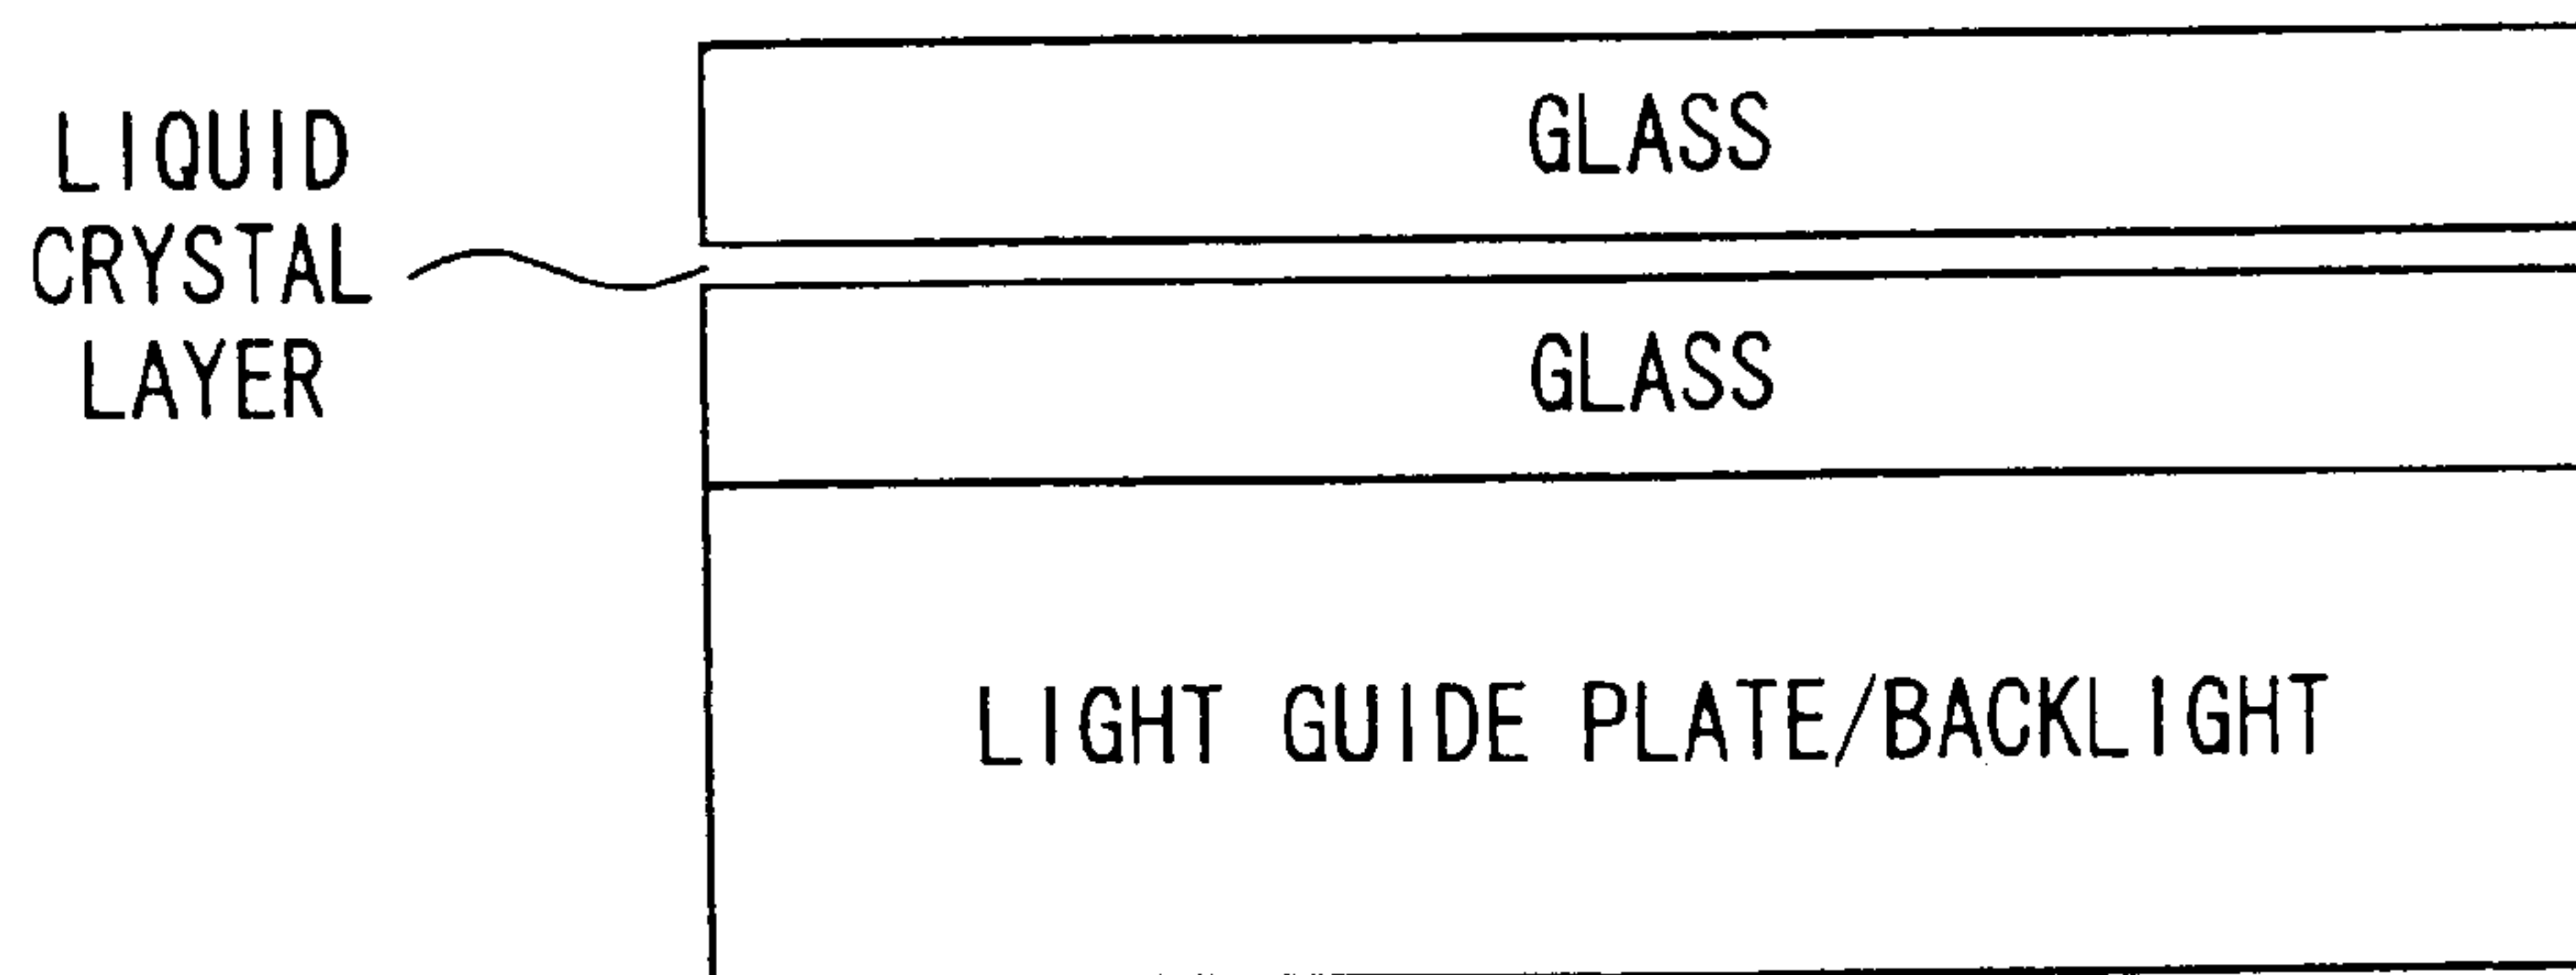 LIQUID
CRYSTAL
LAYER
GLASS
GLASS
LIGHT GUIDE PLATE/BACKLIGHT